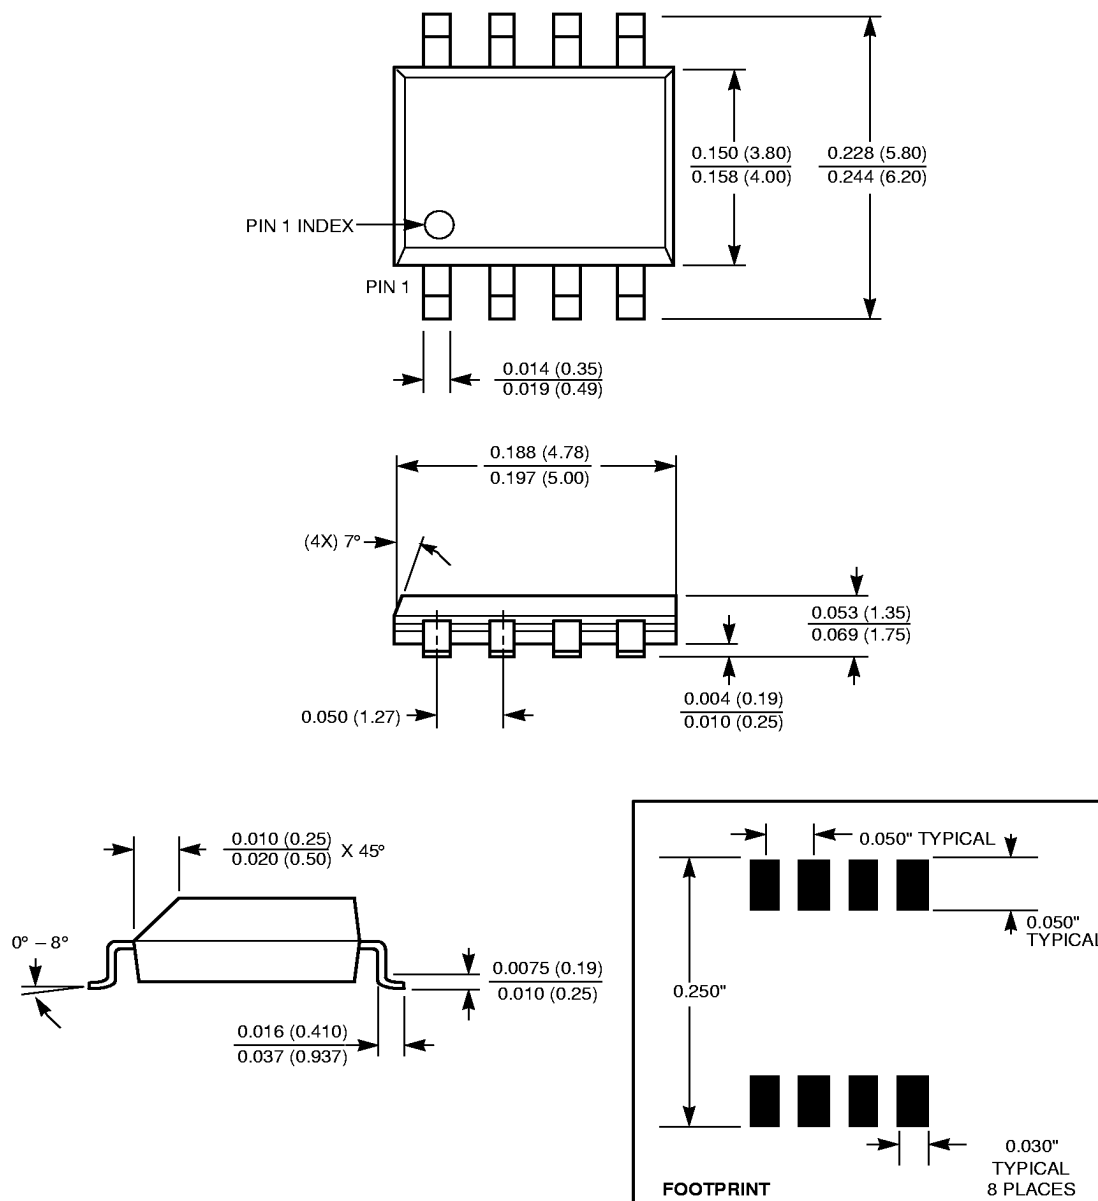 0.150 (3.80)
0.158 (4.00)
0.228 (5.80)
0.244 (6.20)
PIN 1 INDEX
PIN 1
0.014 (0.35)
0.019 (0.49)
0.188 (4.78)
0.197 (5.00)
(4X) 7°
0.053 (1.35)
0.069 (1.75)
0.004 (0.19)
0.010 (0.25)
0.050 (1.27)
0.010 (0.25)
0.020 (0.50)
X 45°
0° – 8°
0.0075 (0.19)
0.010 (0.25)
0.016 (0.410)
0.037 (0.937)
0.050" TYPICAL
0.050"
TYPICAL
0.250"
0.030"
TYPICAL
8 PLACES
FOOTPRINT